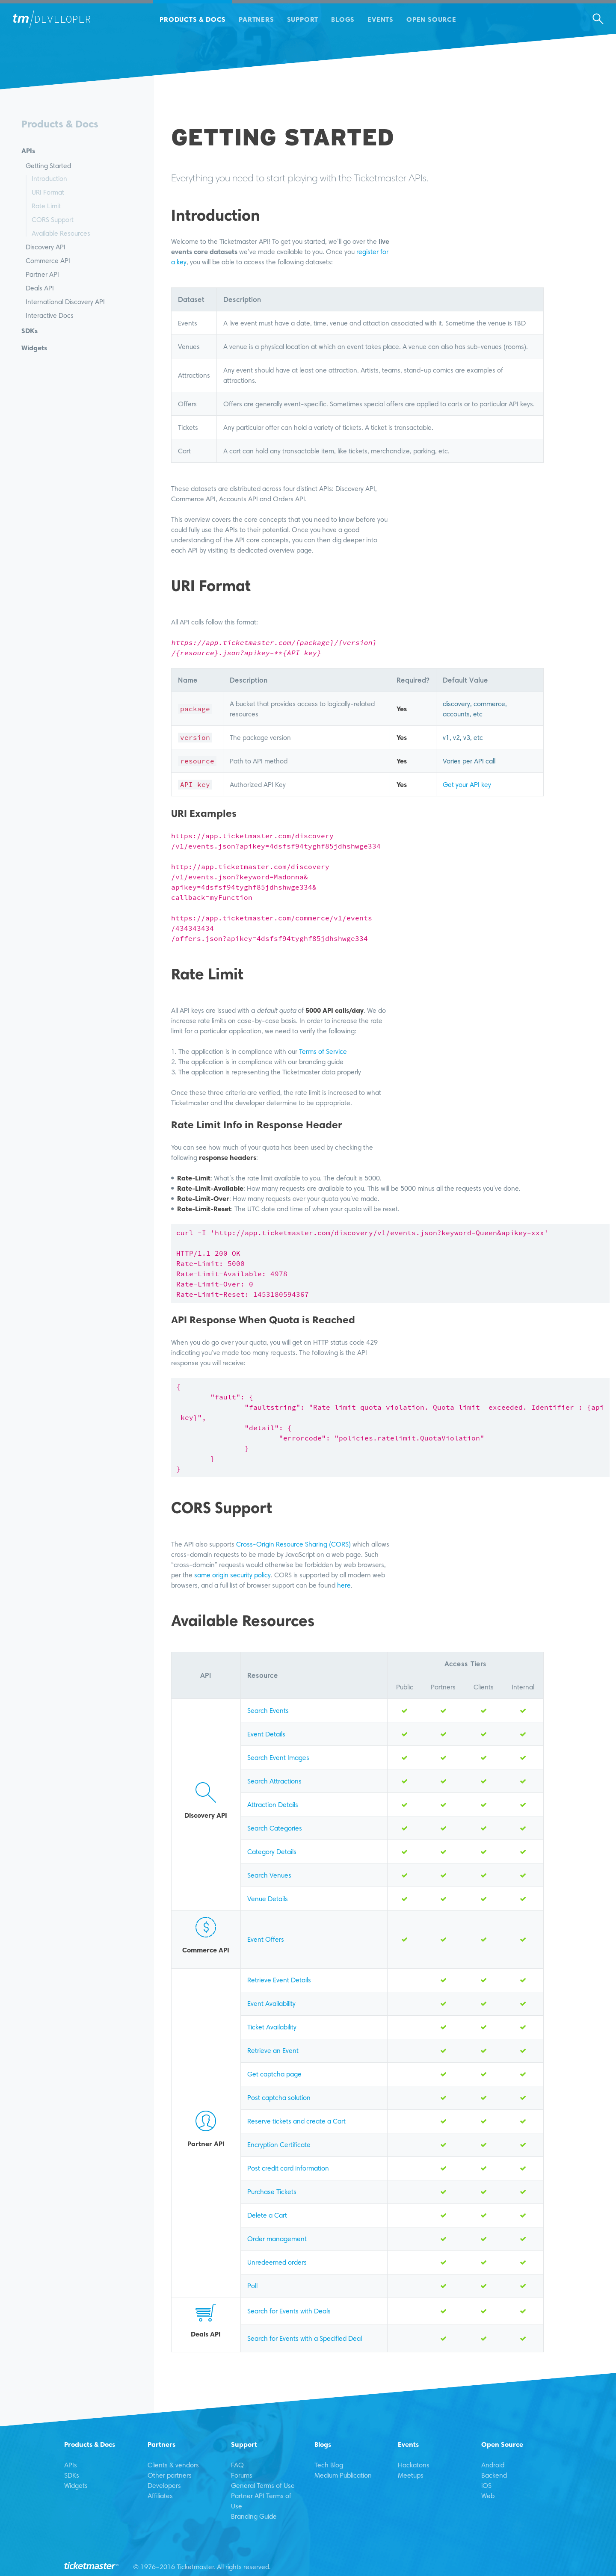 tm/DEVELOPER
PRODUCTS & DOCS PARTNERS SUPPORT BLOGS EVENTS OPEN SOURCE
Products & Docs
APIs
Getting Started
Introduction
URI Format
Rate Limit
CORS Support
Available Resources
Discovery API
Commerce API
Partner API
Deals API
International Discovery API
Interactive Docs
SDKs
Widgets
GETTING STARTED
Everything you need to start playing with the Ticketmaster APIs.
Introduction
Welcome to the Ticketmaster API! To get you started, we'll go over the live
events core datasets we've made available to you. Once you register for
a key, you will be able to access the following datasets:
Dataset Description
Events A live event must have a date, time, venue and attaction associated with it. Sometime the venue is TBD
Venues A venue is a physical location at which an event takes place. A venue can also has sub-venues (rooms).
Attractions Any event should have at least one attraction. Artists, teams, stand-up comics are examples of
attractions.
Offers Offers are generally event-specific. Sometimes special offers are applied to carts or to particular API keys.
Tickets Any particular offer can hold a variety of tickets. A ticket is transactable.
Cart A cart can hold any transactable item, like tickets, merchandize, parking, etc.
These datasets are distributed across four distinct APIs: Discovery API,
Commerce API, Accounts API and Orders API.
This overview covers the core concepts that you need to know before you
could fully use the APIs to their potential. Once you have a good
understanding of the API core concepts, you can then dig deeper into
each API by visiting its dedicated overview page.
URI Format
All API calls follow this format:
https://app.ticketmaster.com/{package}/{version}
/{resource}.json?apikey=**{API key}
Name Description Required? Default Value
package A bucket that provides access to logically-related
resources Yes discovery, commerce,
accounts, etc
version The package version Yes v1, v2, v3, etc
resource Path to API method Yes Varies per API call
API key Authorized API Key Yes Get your API key
URI Examples
https://app.ticketmaster.com/discovery
/v1/events.json?apikey=4dsfsf94tyghf85jdhshwge334
http://app.ticketmaster.com/discovery
/v1/events.json?keyword=Madonna&
apikey=4dsfsf94tyghf85jdhshwge334&
callback=myFunction
https://app.ticketmaster.com/commerce/v1/events
/434343434
/offers.json?apikey=4dsfsf94tyghf85jdhshwge334
Rate Limit
All API keys are issued with a default quota of 5000 API calls/day. We do
increase rate limits on case-by-case basis. In order to increase the rate
limit for a particular application, we need to verify the following:
1. The application is in compliance with our Terms of Service
2. The application is in compliance with our branding guide
3. The application is representing the Ticketmaster data properly
Once these three criteria are verified, the rate limit is increased to what
Ticketmaster and the developer determine to be appropriate.
Rate Limit Info in Response Header
You can see how much of your quota has been used by checking the
following response headers:
• Rate-Limit: What's the rate limit available to you. The default is 5000.
• Rate-Limit-Available: How many requests are available to you. This will be 5000 minus all the requests you've done.
• Rate-Limit-Over: How many requests over your quota you've made.
• Rate-Limit-Reset: The UTC date and time of when your quota will be reset.
curl -I 'http://app.ticketmaster.com/discovery/v1/events.json?keyword=Queen&apikey=xxx'
HTTP/1.1 200 OK
Rate-Limit: 5000
Rate-Limit-Available: 4978
Rate-Limit-Over: 0
Rate-Limit-Reset: 1453180594367
API Response When Quota is Reached
When you do go over your quota, you will get an HTTP status code 429
indicating you've made too many requests. The following is the API
response you will receive:
{
"fault": {
"faultstring": "Rate limit quota violation. Quota limit  exceeded. Identifier : {api
key}",
"detail": {
"errorcode": "policies.ratelimit.QuotaViolation"
}
}
}
CORS Support
The API also supports Cross-Origin Resource Sharing (CORS) which allows
cross-domain requests to be made by JavaScript on a web page. Such
"cross-domain" requests would otherwise be forbidden by web browsers,
per the same origin security policy. CORS is supported by all modern web
browsers, and a full list of browser support can be found here.
Available Resources
API Resource Access Tiers
Public Partners Clients Internal
Discovery API
Search Events
Event Details
Search Event Images
Search Attractions
Attraction Details
Search Categories
Category Details
Search Venues
Venue Details
Commerce API
Event Offers
Partner API
Retrieve Event Details
Event Availability
Ticket Availability
Retrieve an Event
Get captcha page
Post captcha solution
Reserve tickets and create a Cart
Encryption Certificate
Post credit card information
Purchase Tickets
Delete a Cart
Order management
Unredeemed orders
Poll
Deals API
Search for Events with Deals
Search for Events with a Specified Deal
Products & Docs
APIs
SDKs
Widgets
Partners
Clients & vendors
Other partners
Developers
Affiliates
Support
FAQ
Forums
General Terms of Use
Partner API Terms of
Use
Branding Guide
Blogs
Tech Blog
Medium Publication
Events
Hackatons
Meetups
Open Source
Android
Backend
iOS
Web
ticketmaster
© 1976-2016 Ticketmaster. All rights reserved.